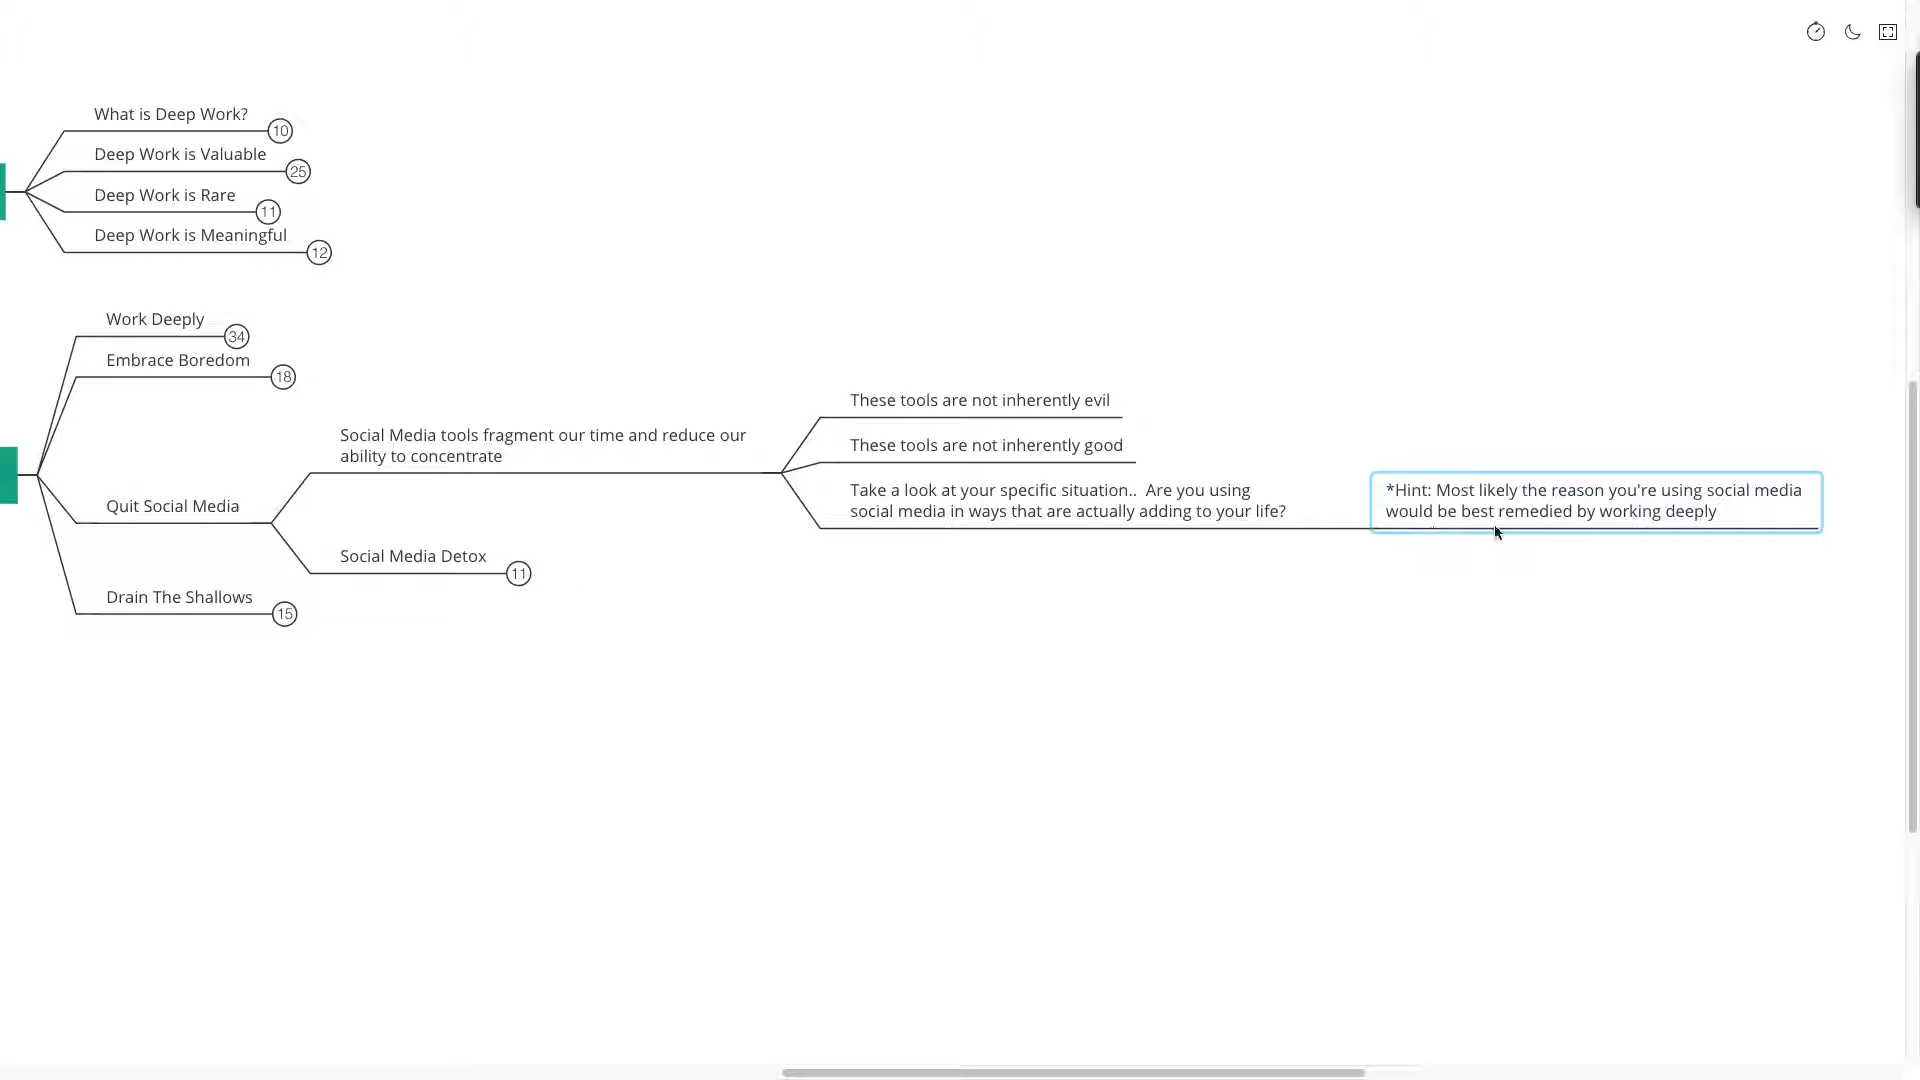 What is Deep Work?
10
Deep Work is Valuable
25
Deep Work is Rare
11
Deep Work is Meaningful
12
Work Deeply
34
Embrace Boredom
18
Quit Social Media
Social Media tools fragment our time and reduce our
ability to concentrate
These tools are not inherently evil
These tools are not inherently good
Take a look at your specific situation..  Are you using
social media in ways that are actually adding to your life?
*Hint: Most likely the reason you're using social media
would be best remedied by working deeply
Social Media Detox
11
Drain The Shallows
15